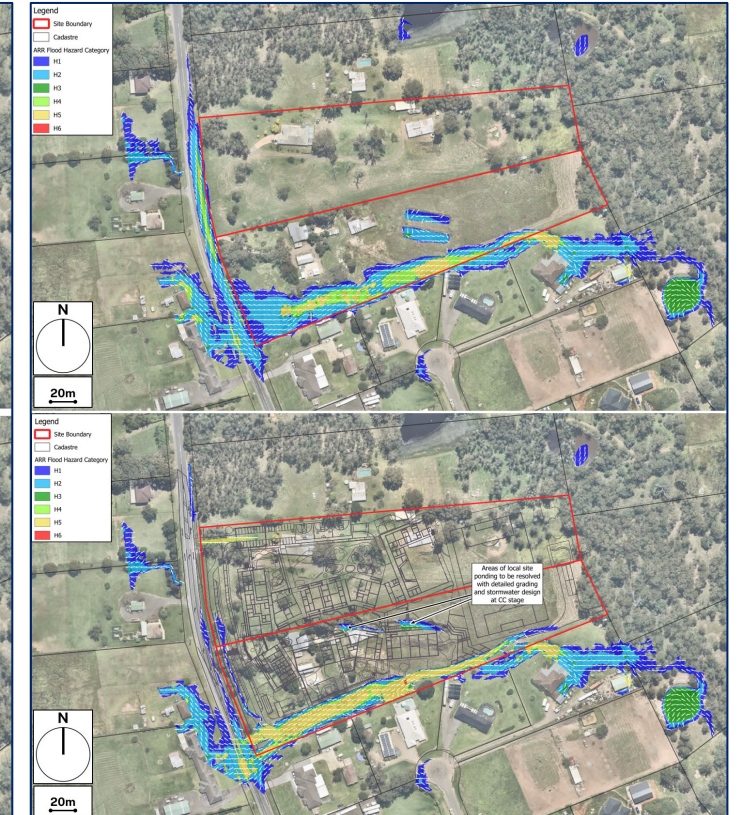 Legend
Site Boundary
Cadastre
ARR Flood Hazard Category
H1
H2
H3
H4
H5
H6
N
20m
Legend
Site Boundary
Cadastre
ARR Flood Hazard Category
H1
H2
H3
H4
H5
H6
Areas of local site
ponding to be resolved
with detailed grading
and stormwater design
at CC stage
N
20m